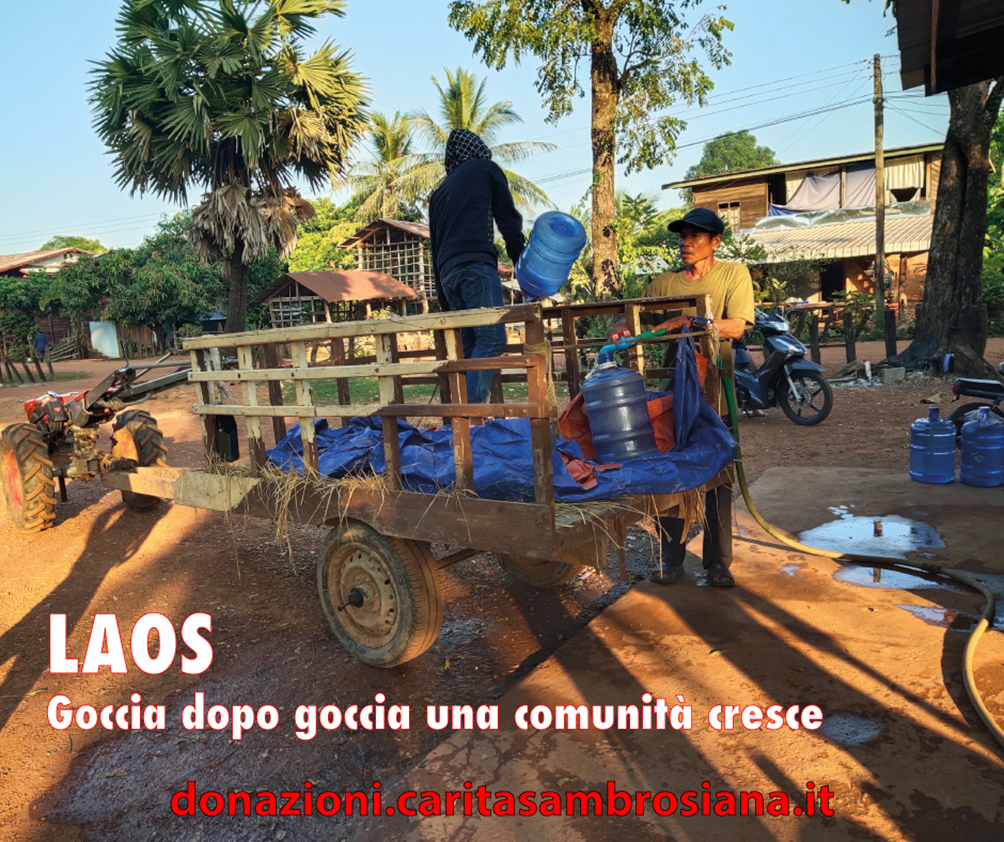 LAOS
Goccia dopo goccia una comunità cresce
donazioni.caritasambrosiana.it